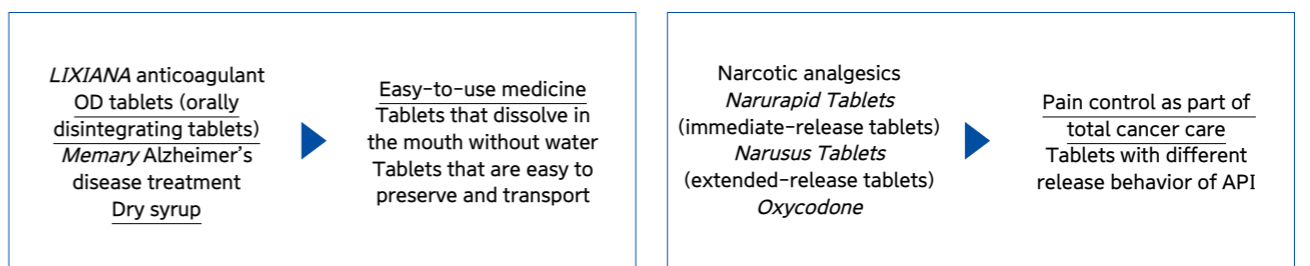 LIXIANA anticoagulant
OD tablets (orally
disintegrating tablets)
Memary Alzheimer's
disease treatment
Dry syrup
Easy-to-use medicine
Tablets that dissolve in
the mouth without water
Tablets that are easy to
preserve and transport
Narcotic analgesics
Narurapid Tablets
(immediate-release tablets)
Narusus Tablets
(extended-release tablets)
Oxycodone
Pain control as part of
total cancer care
Tablets with different
release behavior of API